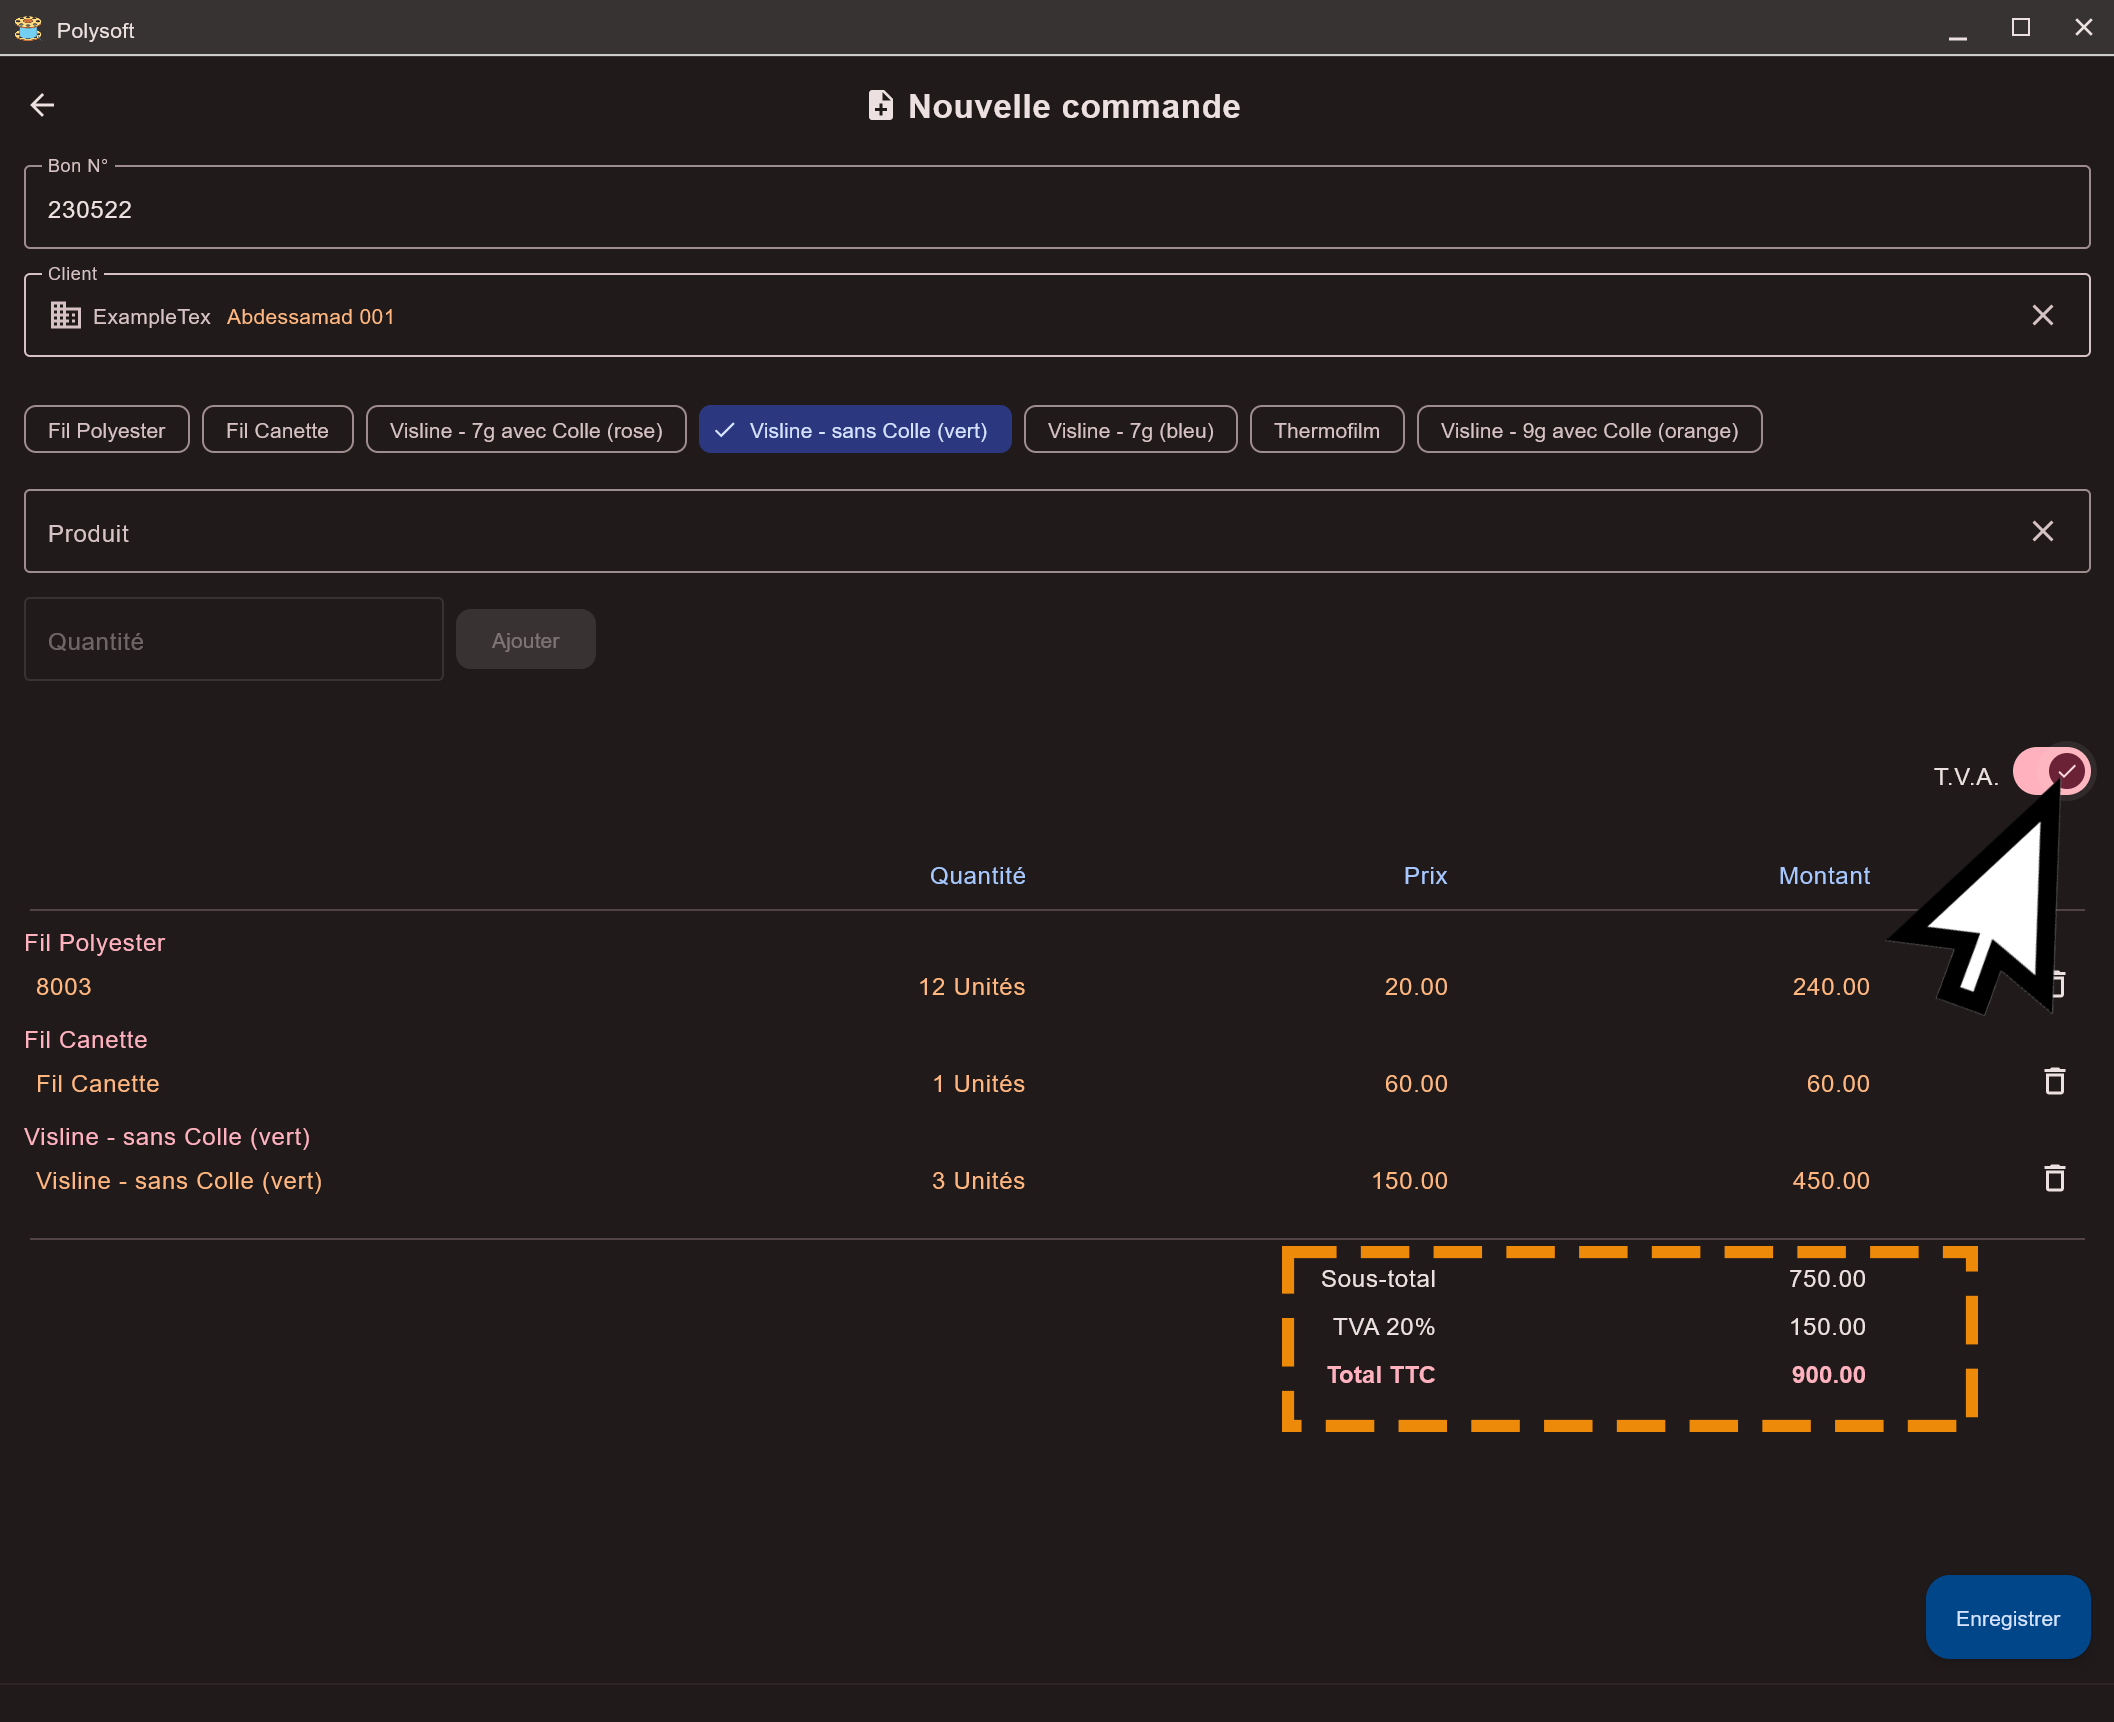 Polysoft
Nouvelle commande
Bon N°
230522
Client
ExampleTex Abdessamad 001
Fil Polyester Fil Canette Visline - 7g avec Colle (rose) Visline - sans Colle (vert) Visline - 7g (bleu) Thermofilm Visline - 9g avec Colle (orange)
Produit
Quantité Ajouter
T.V.A.
Quantité Prix Montant
Fil Polyester
8003 12 Unités 20.00 240.00
Fil Canette
Fil Canette 1 Unités 60.00 60.00
Visline - sans Colle (vert)
Visline - sans Colle (vert) 3 Unités 150.00 450.00
Sous-total 750.00
TVA 20% 150.00
Total TTC 900.00
Enregistrer